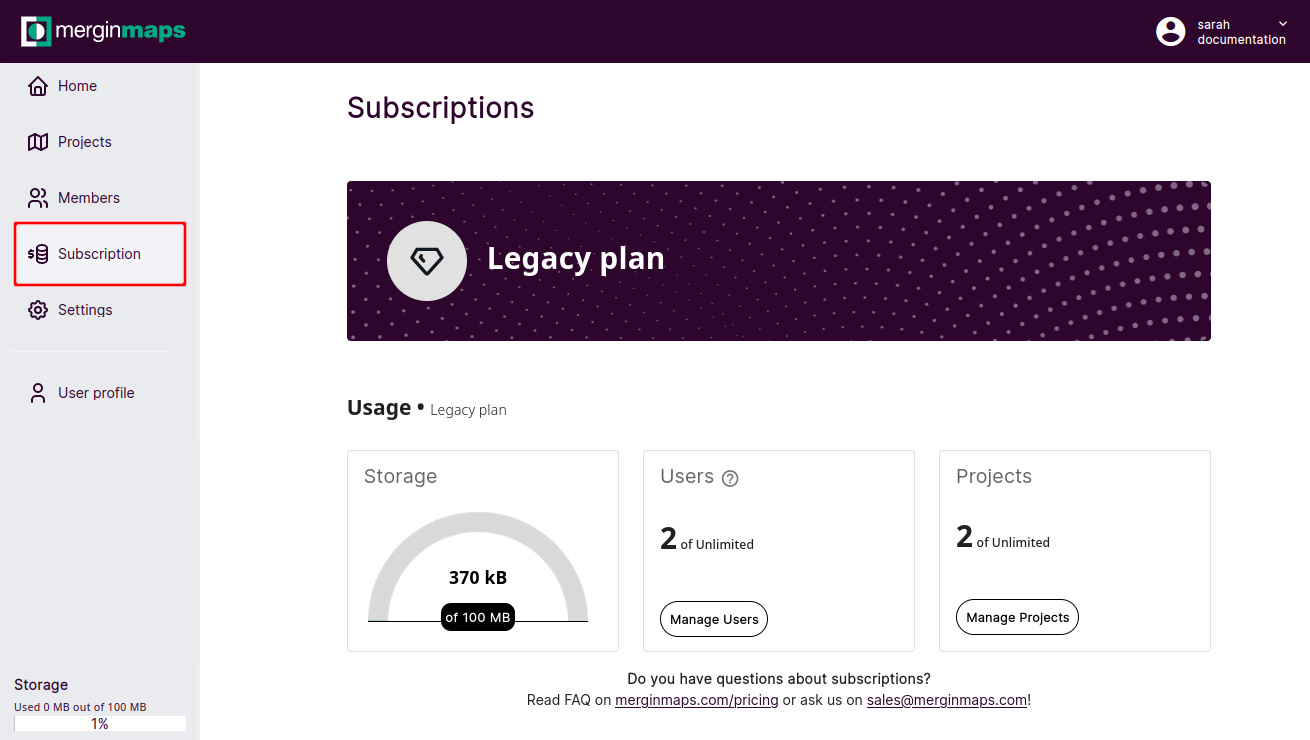 merginmaps
sarah
documentation
Home
Projects
Members
Subscription
Settings
User profile
Storage
Used 0 MB out of 100 MB
1%
Subscriptions
Legacy plan
Usage • Legacy plan
Storage
370 kB
of 100 MB
Users
2 of Unlimited
Manage Users
Projects
2 of Unlimited
Manage Projects
Do you have questions about subscriptions?
Read FAQ on merginmaps.com/pricing or ask us on sales@merginmaps.com!